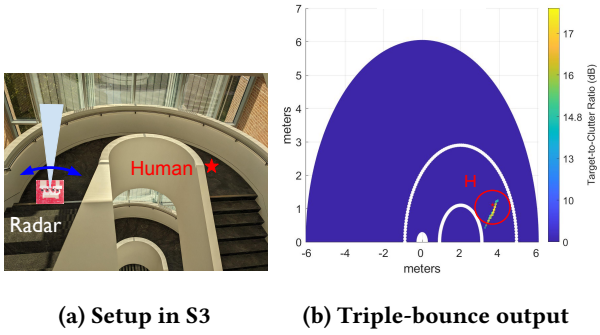 Human
Radar
(a) Setup in S3
7
6
5
4
3
2
1
0
meters
-6
-4
-2
0
2
4
6
meters
H
17
16
14.8
13
10
0
Target-to-Clutter Ratio (dB)
(b) Triple-bounce output